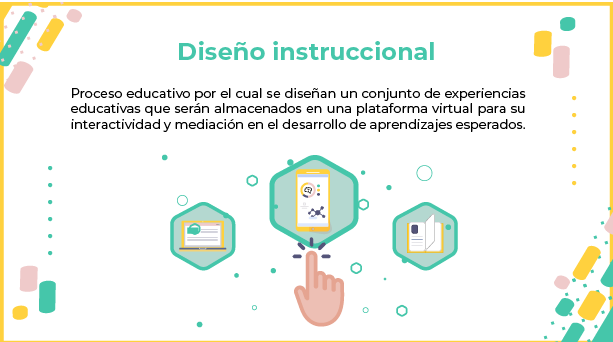 Diseño instruccional
Proceso educativo por el cual se diseñan un conjunto de experiencias
educativas que serán almacenados en una plataforma virtual para su
interactividad y mediación en el desarrollo de aprendizajes esperados.